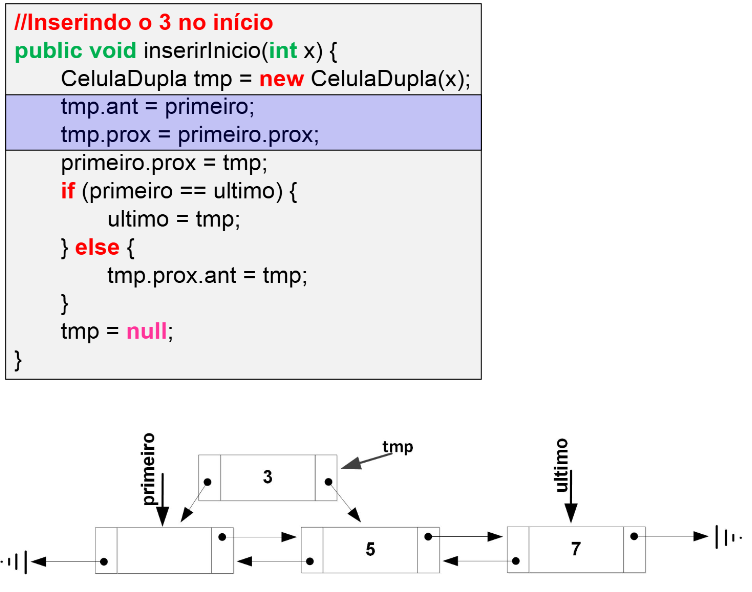 //Inserindo o 3 no início
public void inserirInicio(int x) {
CelulaDupla tmp = new CelulaDupla(x);
tmp.ant = primeiro;
tmp.prox = primeiro.prox;
primeiro.prox = tmp;
if (primeiro == ultimo) {
ultimo = tmp;
} else {
tmp.prox.ant = tmp;
}
tmp = null;
}
primeiro
3
tmp
ultimo
5
7